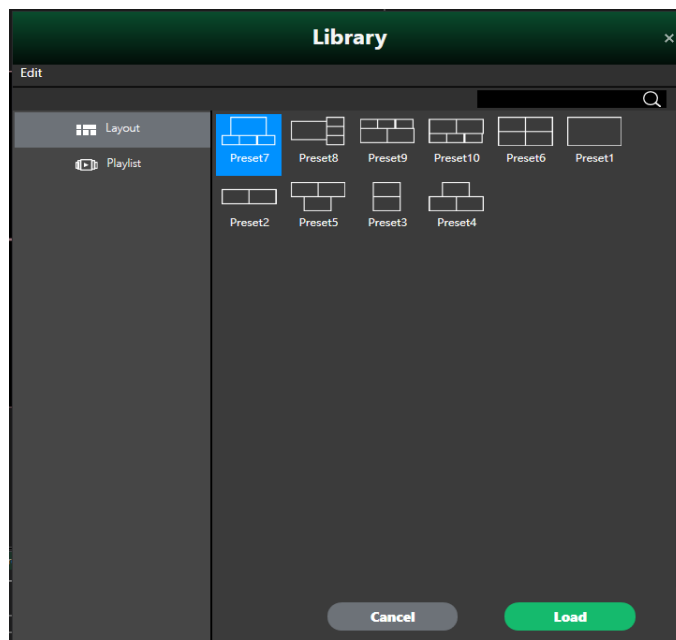 Library
Edit
Layout
Playlist
Preset7 Preset8 Preset9 Preset10 Preset6 Preset1
Preset2 Preset5 Preset3 Preset4
Cancel Load